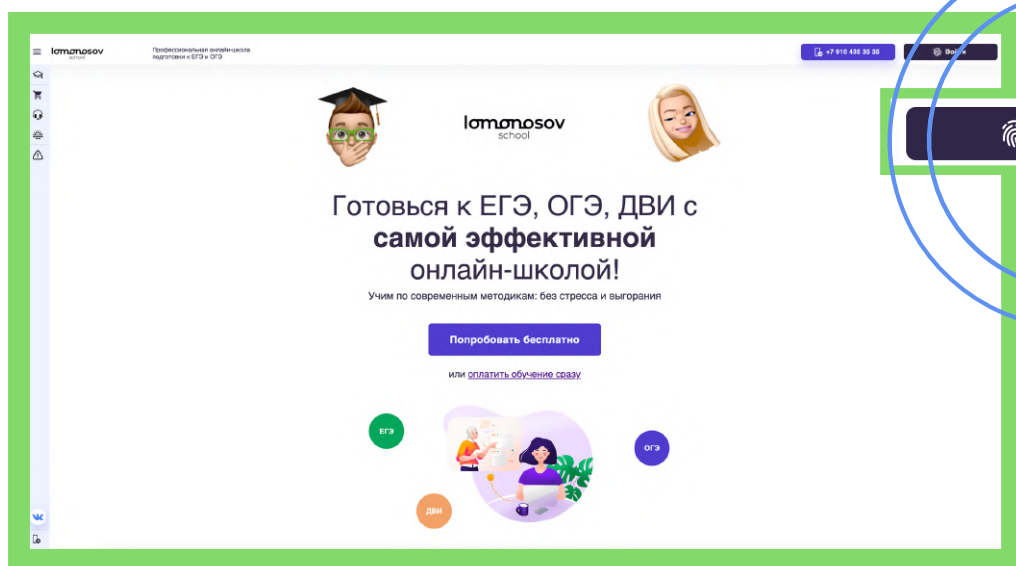 lomonosov
school
Профессиональная онлайн-школа
подготовки к ЕГЭ и ОГЭ
+7 910 435 35 35
Войти
lomonosov
school
Готовься к ЕГЭ, ОГЭ, ДВИ с
самой эффективной
онлайн-школой!
Учим по современным методикам: без стресса и выгорания
Попробовать бесплатно
или оплатить обучение сразу
ЕГЭ
ОГЭ
ДВИ